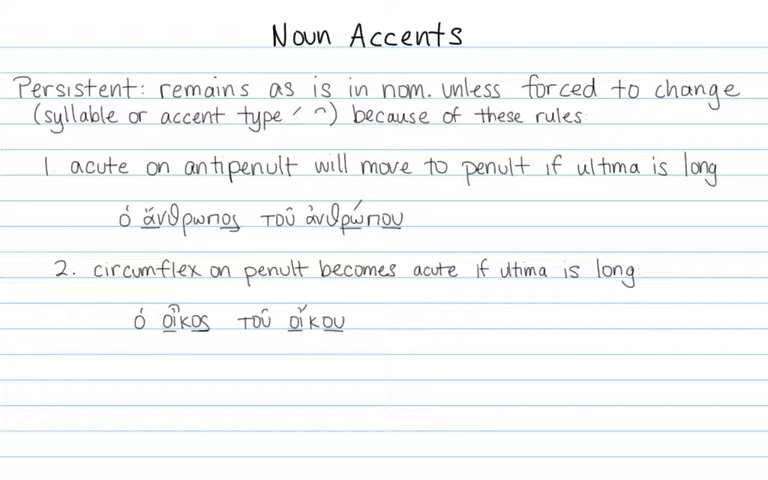 Noun Accents
Persistent: remains as is in nom. unless forced to change
(syllable or accent type ´ ^) because of these rules
1. acute on antipenult will move to penult if ultima is long
ὁ ἄνθρωπος τοῦ ἀνθρώπου
2. circumflex on penult becomes acute if utima is long
ὁ οἶκος τοῦ οἴκου